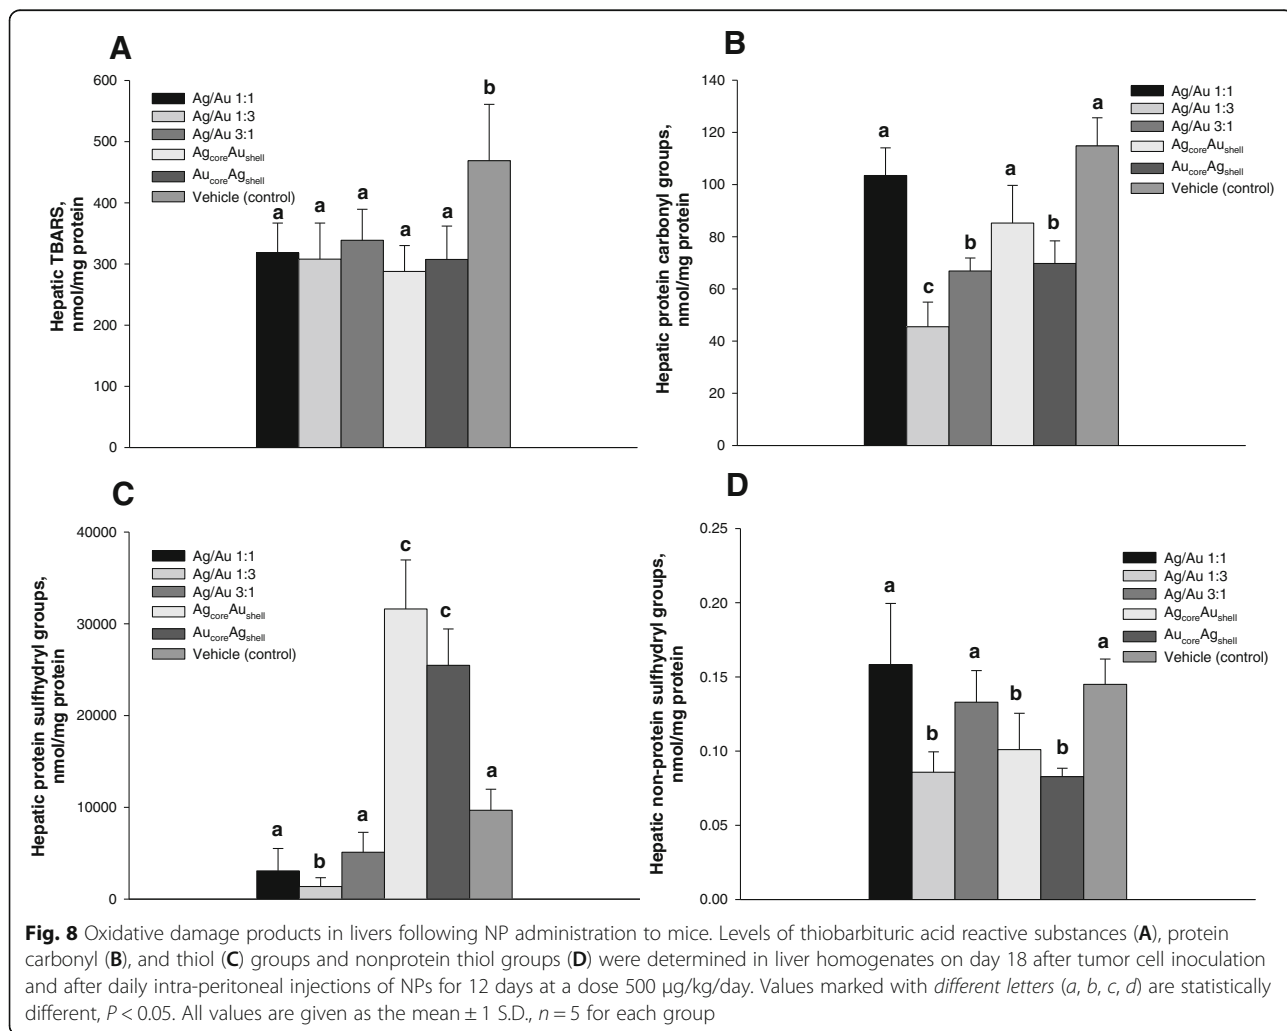 A
Hepatic TBARS,
nmol/mg protein
600
500
400
300
200
100
0
Ag/Au 1:1
Ag/Au 1:3
Ag/Au 3:1
AgcoreAushell
AucoreAgshell
Vehicle (control)
a
a
a
a
a
b
B
Hepatic protein carbonyl groups,
nmol/mg protein
140
120
100
80
60
40
20
0
Ag/Au 1:1
Ag/Au 1:3
Ag/Au 3:1
AgcoreAushell
AucoreAgshell
Vehicle (control)
a
c
b
a
b
a
C
Hepatic protein sulfhydryl groups,
nmol/mg protein
40000
30000
20000
10000
0
Ag/Au 1:1
Ag/Au 1:3
Ag/Au 3:1
AgcoreAushell
AucoreAgshell
Vehicle (control)
a
b
a
c
c
a
D
Hepatic non-protein sulfhydryl groups,
nmol/mg protein
0.25
0.20
0.15
0.10
0.05
0.00
Ag/Au 1:1
Ag/Au 1:3
Ag/Au 3:1
AgcoreAushell
AucoreAgshell
Vehicle (control)
a
b
a
b
b
a
Fig. 8 Oxidative damage products in livers following NP administration to mice. Levels of thiobarbituric acid reactive substances (A), protein
carbonyl (B), and thiol (C) groups and nonprotein thiol groups (D) were determined in liver homogenates on day 18 after tumor cell inoculation
and after daily intra-peritoneal injections of NPs for 12 days at a dose 500 μg/kg/day. Values marked with different letters (a, b, c, d) are statistically
different, P < 0.05. All values are given as the mean ± 1 S.D., n = 5 for each group